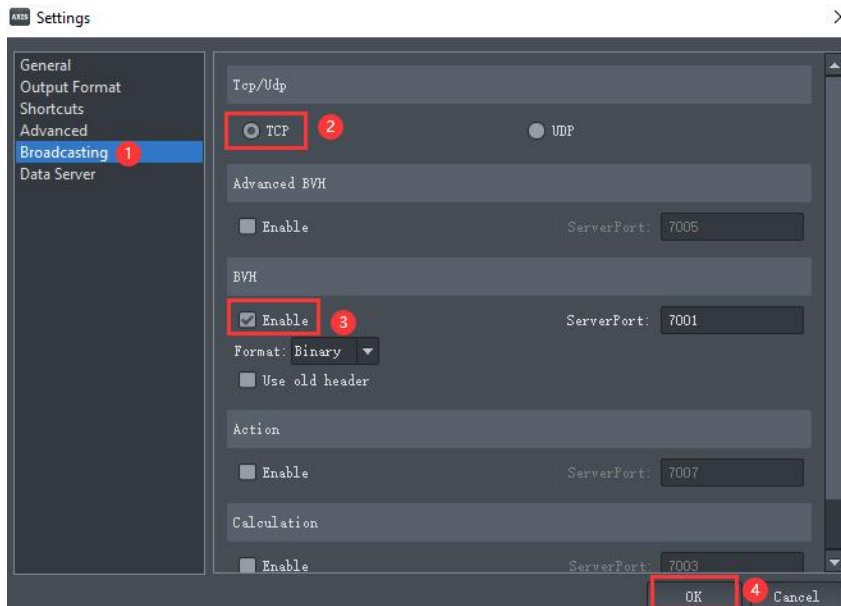 AXIS Settings
General
Output Format
Shortcuts
Advanced
Broadcasting 1
Data Server
Tcp/Udp
TCP 2 UDP
Advanced BVH
Enable ServerPort: 7005
BVH
Enable 3 ServerPort: 7001
Format: Binary
Use old header
Action
Enable ServerPort: 7007
Calculation
Enable ServerPort: 7003
OK 4 Cancel